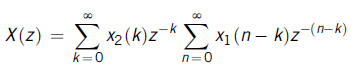 X(z) = ∞∑k=0 x₂(k)z⁻ᵏ ∞∑n=0 x₁(n − k)z⁻⁽ⁿ⁻ᵏ⁾